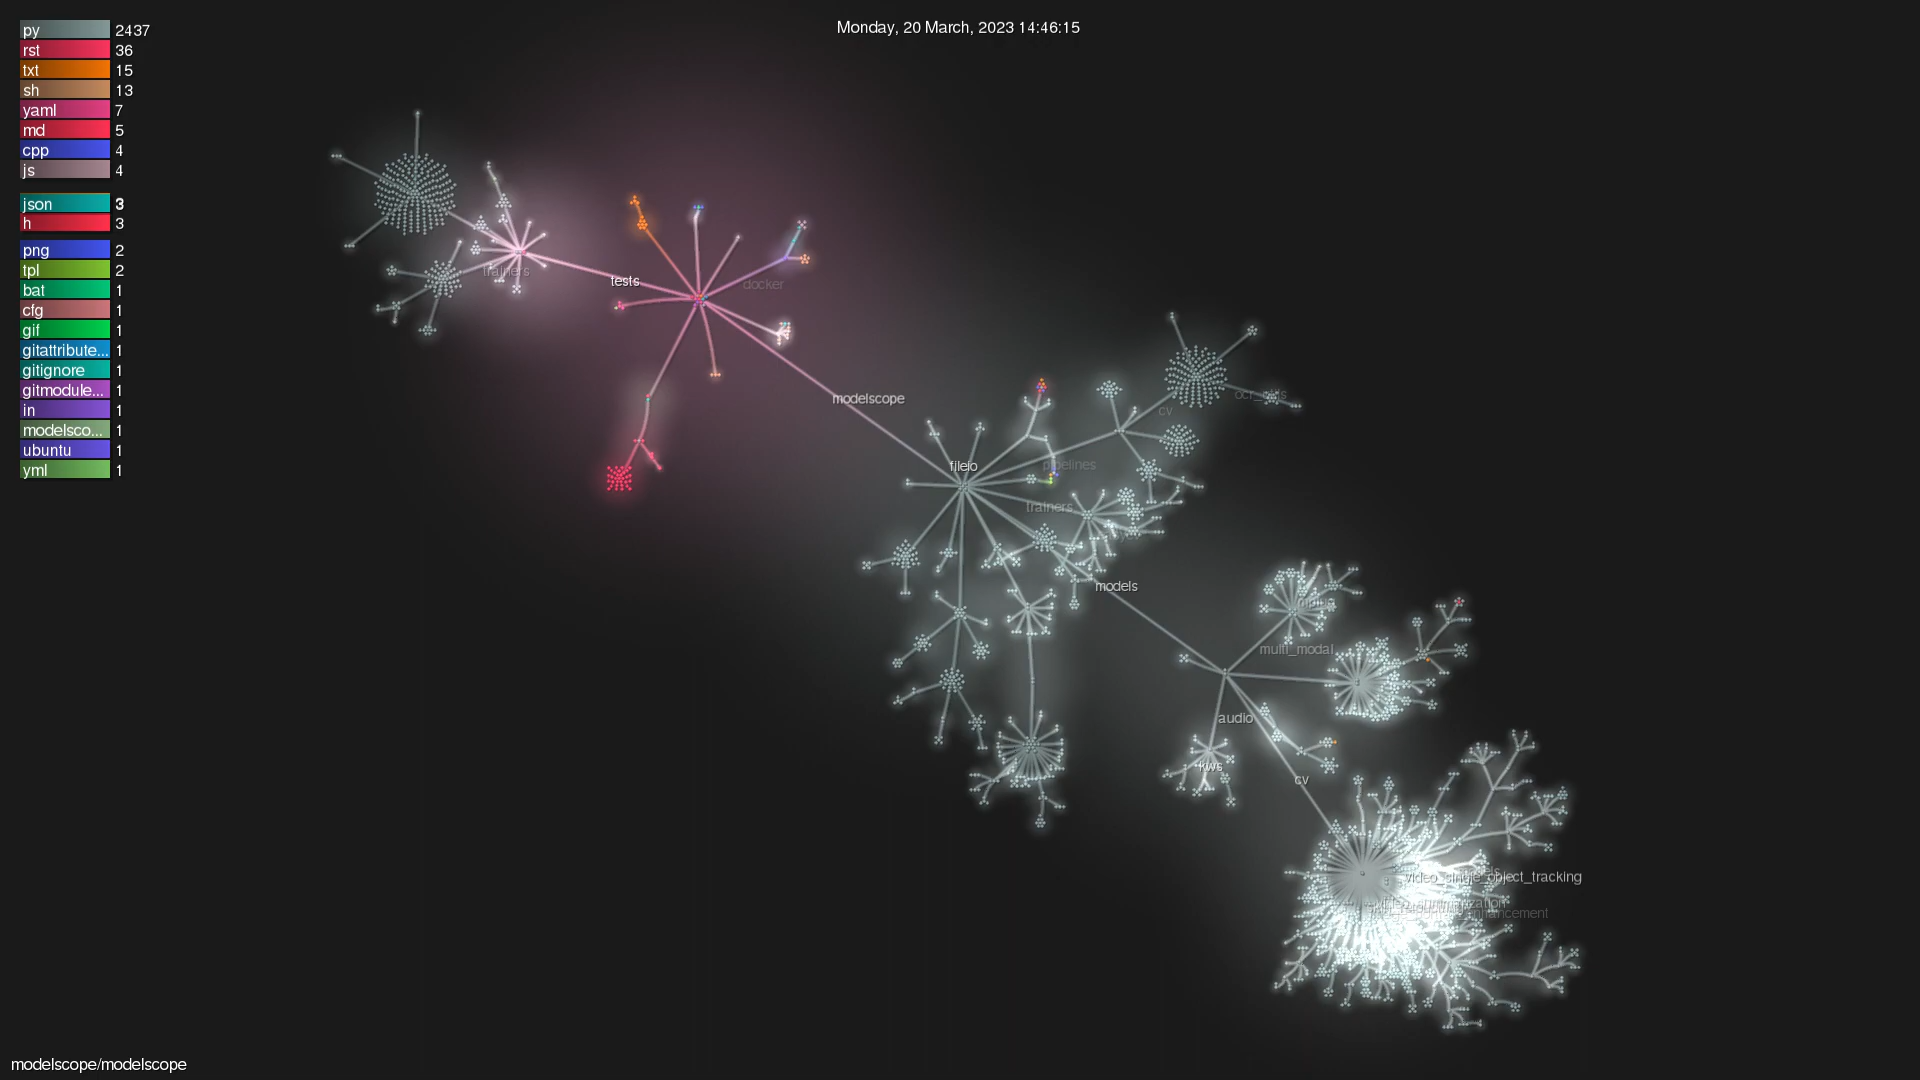 Monday, 20 March, 2023 14:46:15
py 2437
rst 36
txt 15
sh 13
yaml 7
md 5
cpp 4
js 4
json 3
h 3
png 2
tpl 2
bat 1
cfg 1
gif 1
gitattribute... 1
gitignore 1
gitmodule... 1
in 1
modelsco... 1
ubuntu 1
yml 1
trainers
tests
docker
modelscope
cv
fileio
pipelines
trainers
models
multi_modal
audio
kws
cv
video_single_object_tracking
modelscope/modelscope